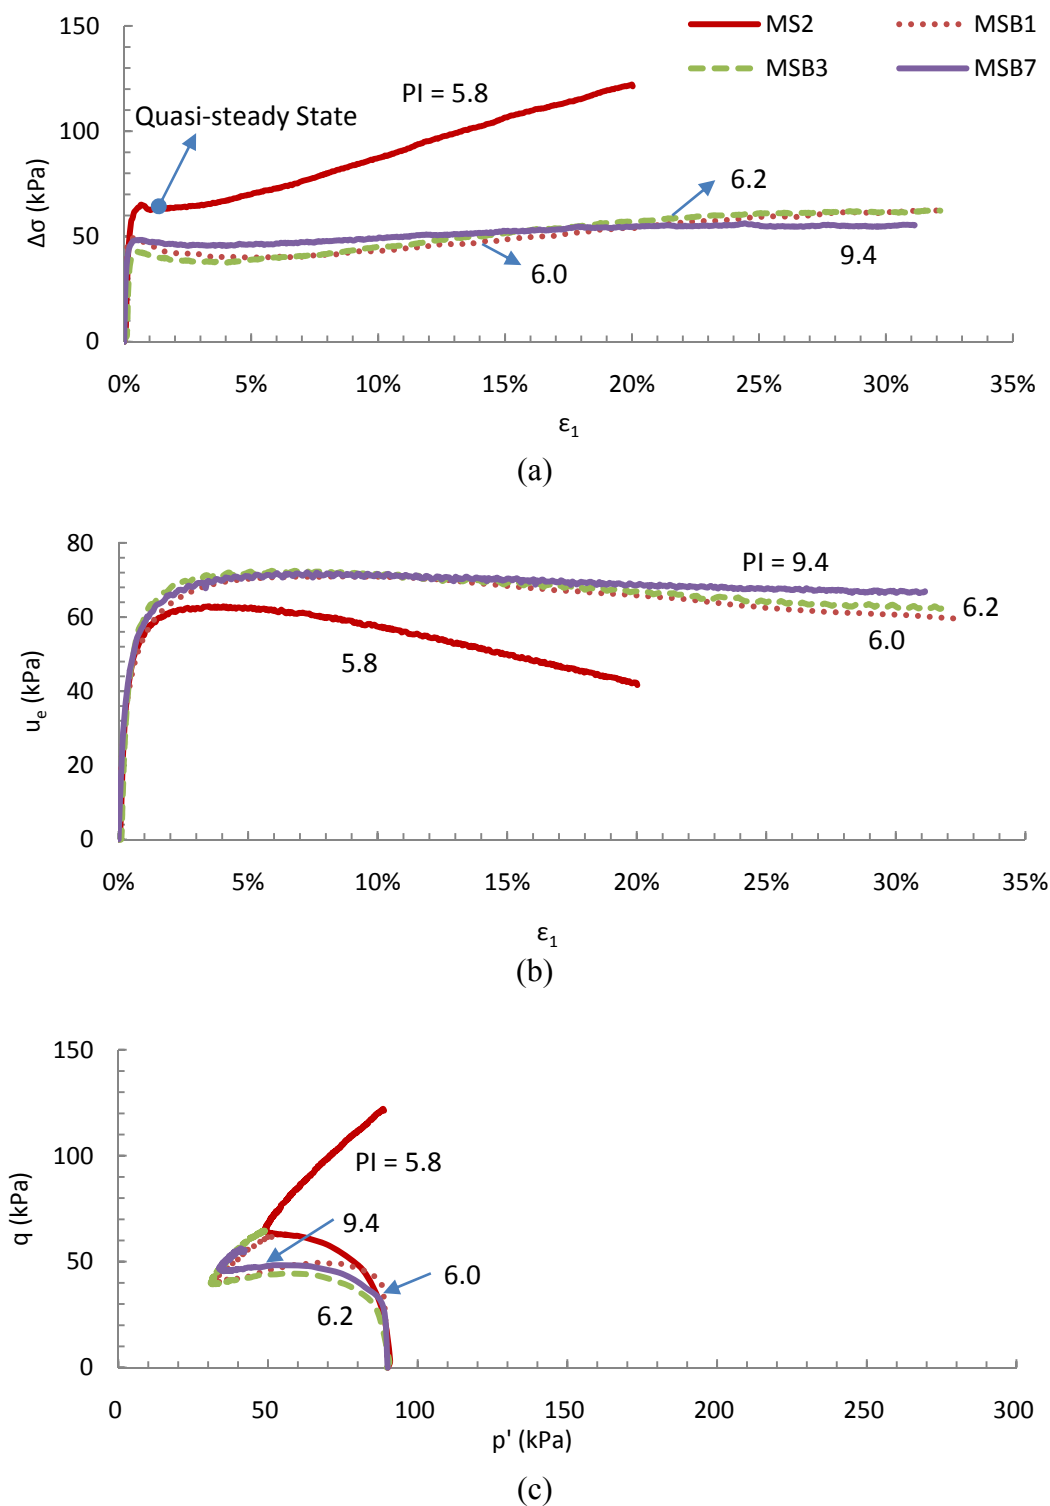 150
MS2
MSB1
MSB3
MSB7
PI = 5.8
Quasi-steady State
100
6.2
50
9.4
6.0
0
Δσ (kPa)
0% 5% 10% 15% 20% 25% 30% 35%
ε1
(a)
80
PI = 9.4
60
6.2
6.0
5.8
40
20
0
ue (kPa)
0% 5% 10% 15% 20% 25% 30% 35%
ε1
(b)
150
100
PI = 5.8
9.4
50
6.0
6.2
0
q (kPa)
0 50 100 150 200 250 300
p' (kPa)
(c)